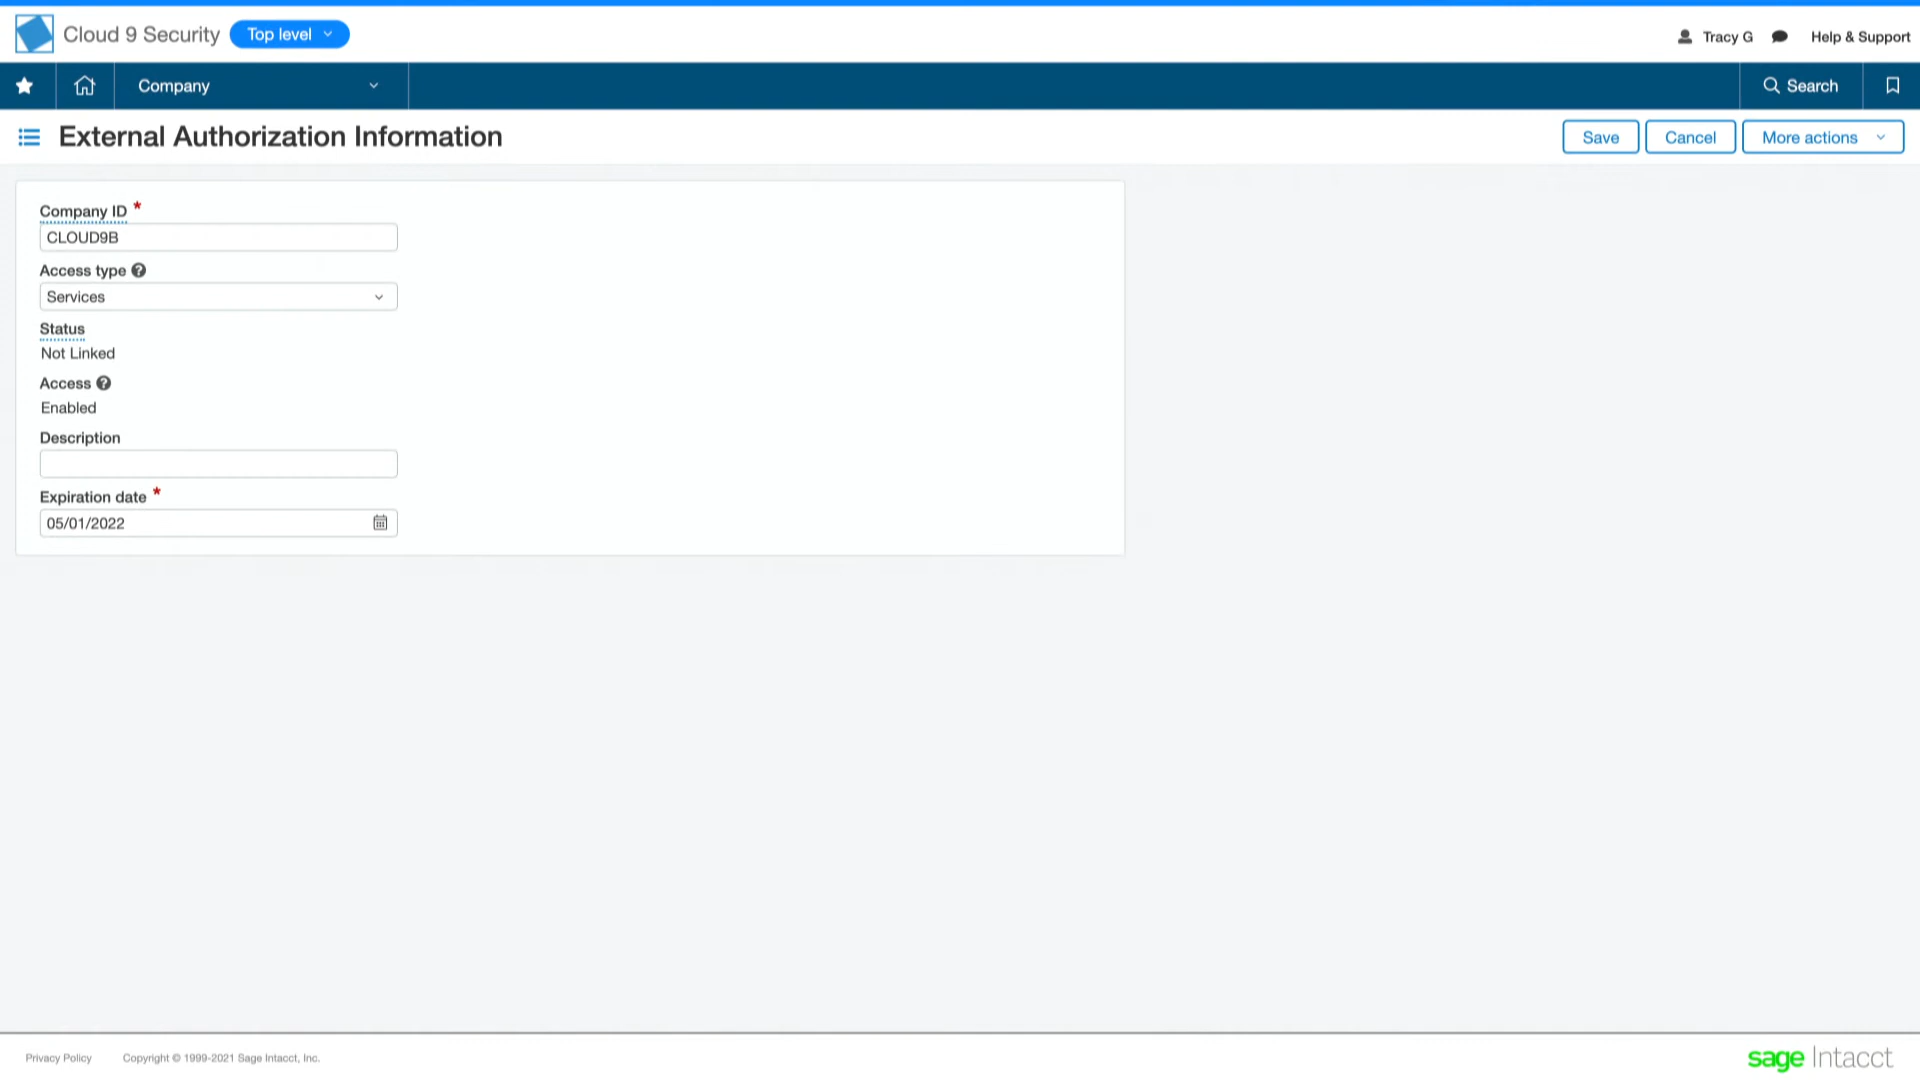 Cloud 9 Security Top level
Tracy G Help & Support
Company Search
External Authorization Information Save Cancel More actions
Company ID *
CLOUD9B
Access type ?
Services
Status
Not Linked
Access ?
Enabled
Description
Expiration date *
05/01/2022
Privacy Policy Copyright © 1999-2021 Sage Intacct, Inc.
sage Intacct